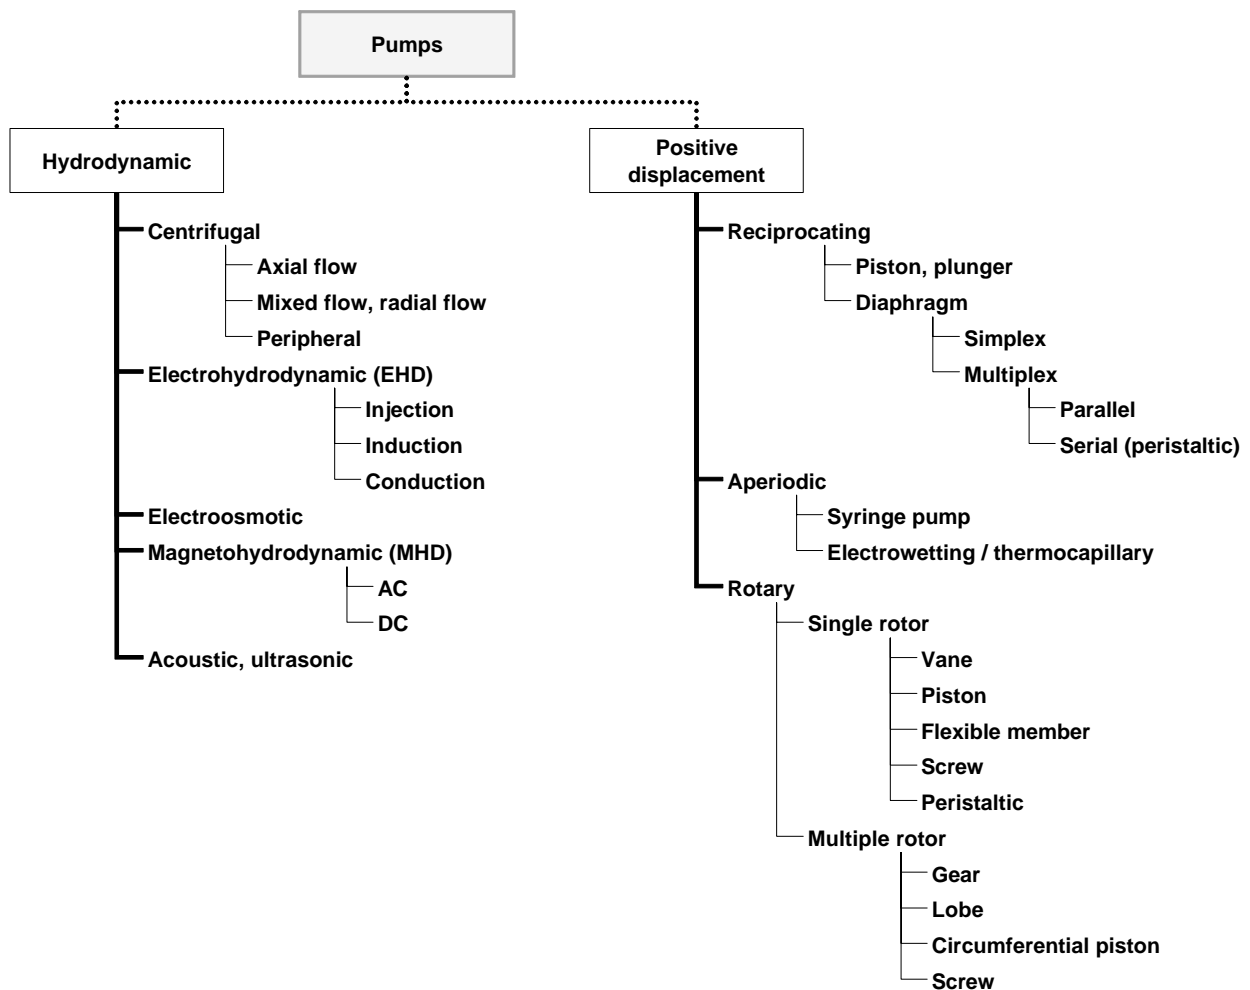 Pumps
Hydrodynamic
Centrifugal
Axial flow
Mixed flow, radial flow
Peripheral
Electrohydrodynamic (EHD)
Injection
Induction
Conduction
Electroosmotic
Magnetohydrodynamic (MHD)
AC
DC
Acoustic, ultrasonic
Positive
displacement
Reciprocating
Piston, plunger
Diaphragm
Simplex
Multiplex
Parallel
Serial (peristaltic)
Aperiodic
Syringe pump
Electrowetting / thermocapillary
Rotary
Single rotor
Vane
Piston
Flexible member
Screw
Peristaltic
Multiple rotor
Gear
Lobe
Circumferential piston
Screw